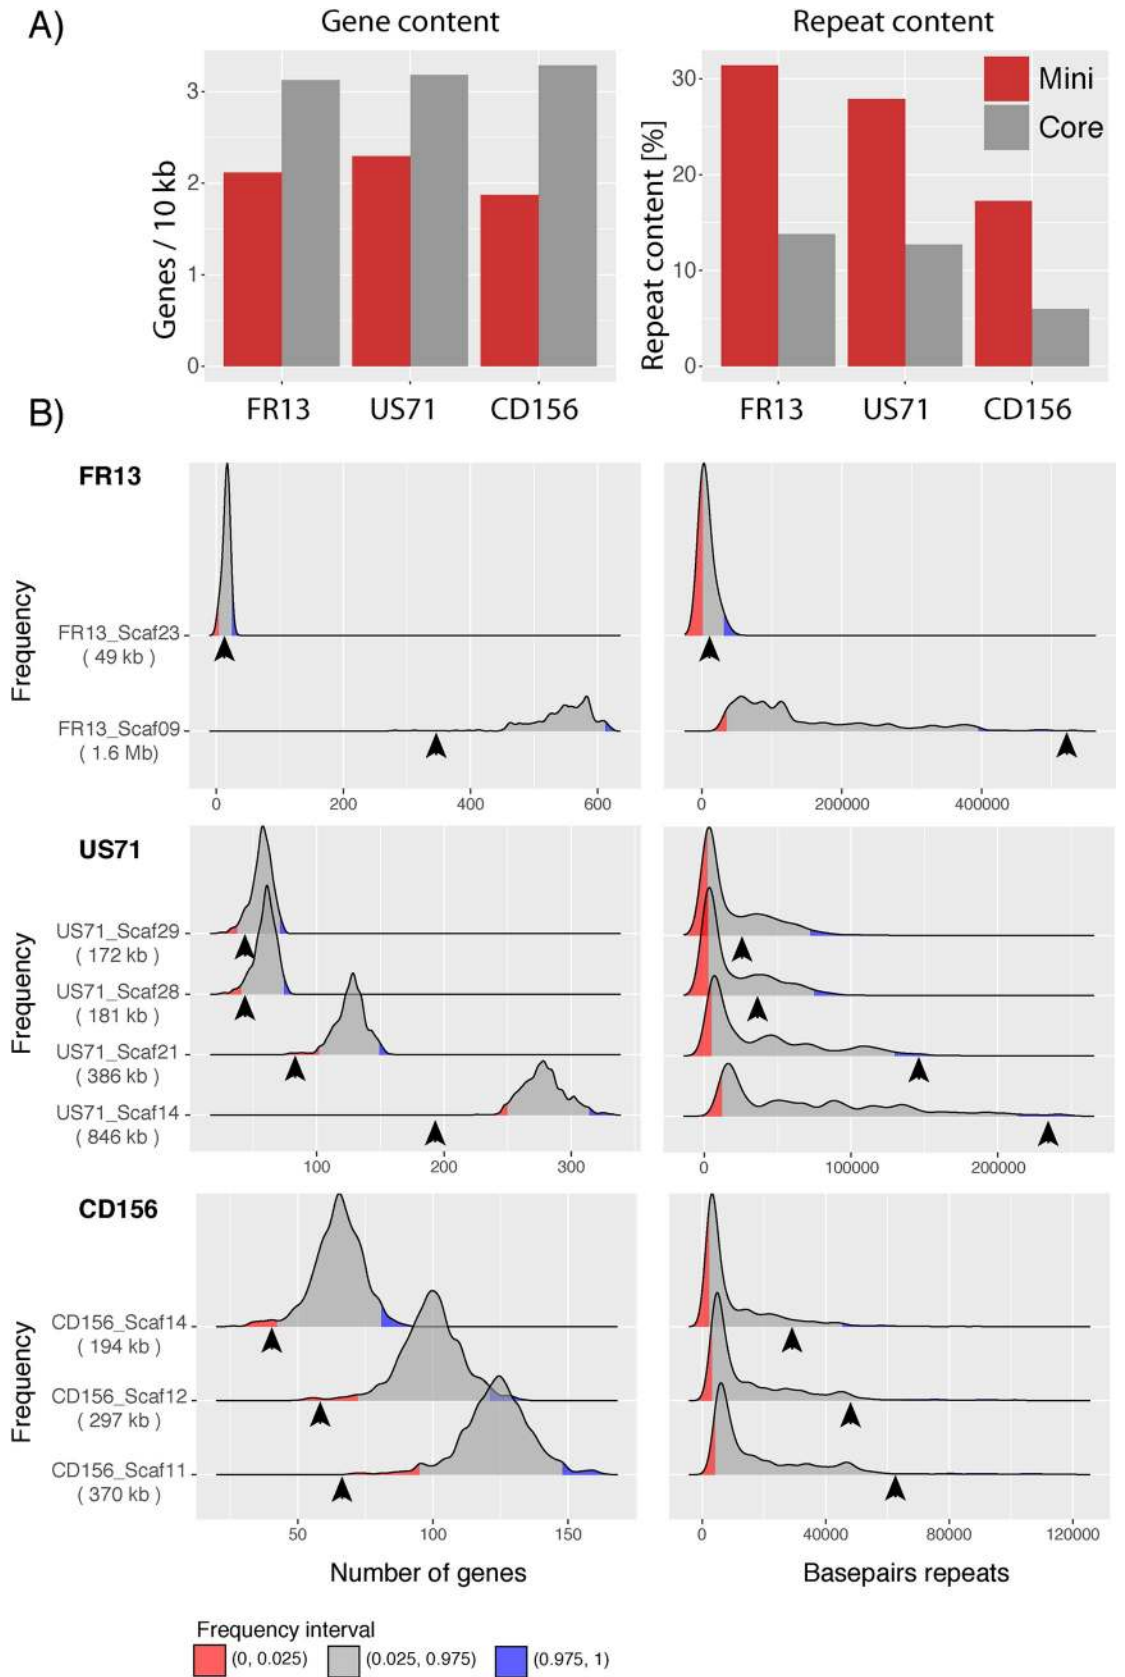 A)
Gene content
Repeat content
Genes / 10 kb
3
2
1
0
FR13
US71
CD156
Repeat content [%]
30
20
10
0
FR13
US71
CD156
Mini
Core
B)
FR13
Frequency
FR13_Scaf23
( 49 kb )
FR13_Scaf09
( 1.6 Mb)
0
200
400
600
0
200000
400000
US71
Frequency
US71_Scaf29
( 172 kb )
US71_Scaf28
( 181 kb )
US71_Scaf21
( 386 kb )
US71_Scaf14
( 846 kb )
100
200
300
0
100000
200000
CD156
Frequency
CD156_Scaf14
( 194 kb )
CD156_Scaf12
( 297 kb )
CD156_Scaf11
( 370 kb )
50
100
150
0
40000
80000
120000
Number of genes
Basepairs repeats
Frequency interval
(0, 0.025)
(0.025, 0.975)
(0.975, 1)